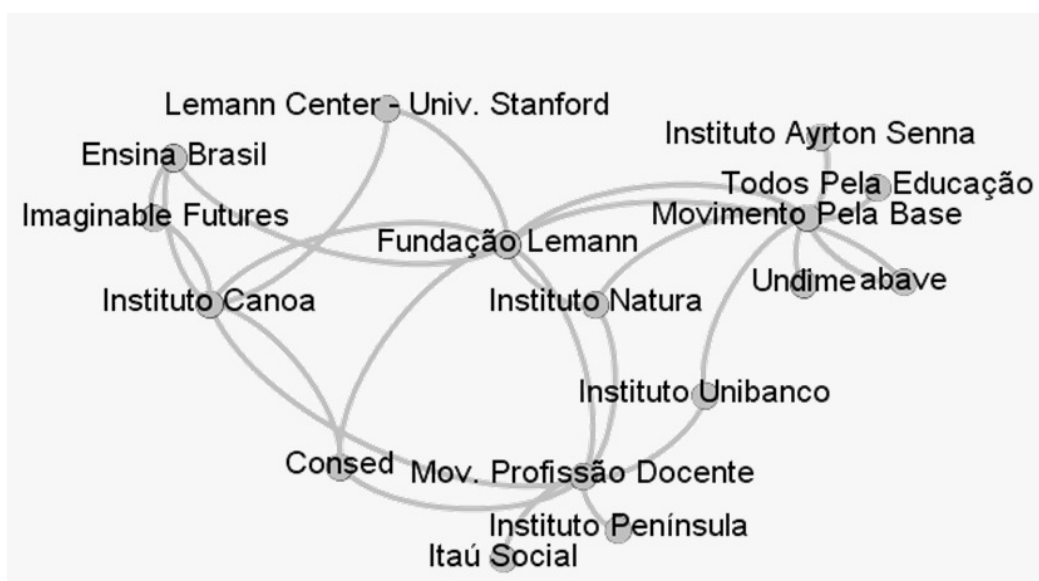 Lemann Center - Univ. Stanford
Instituto Ayrton Senna
Ensina Brasil
Todos Pela Educação
Imaginable Futures
Movimento Pela Base
Fundação Lemann
Undime
abave
Instituto Canoa
Instituto Natura
Instituto Unibanco
Consed
Mov. Profissão Docente
Instituto Península
Itaú Social